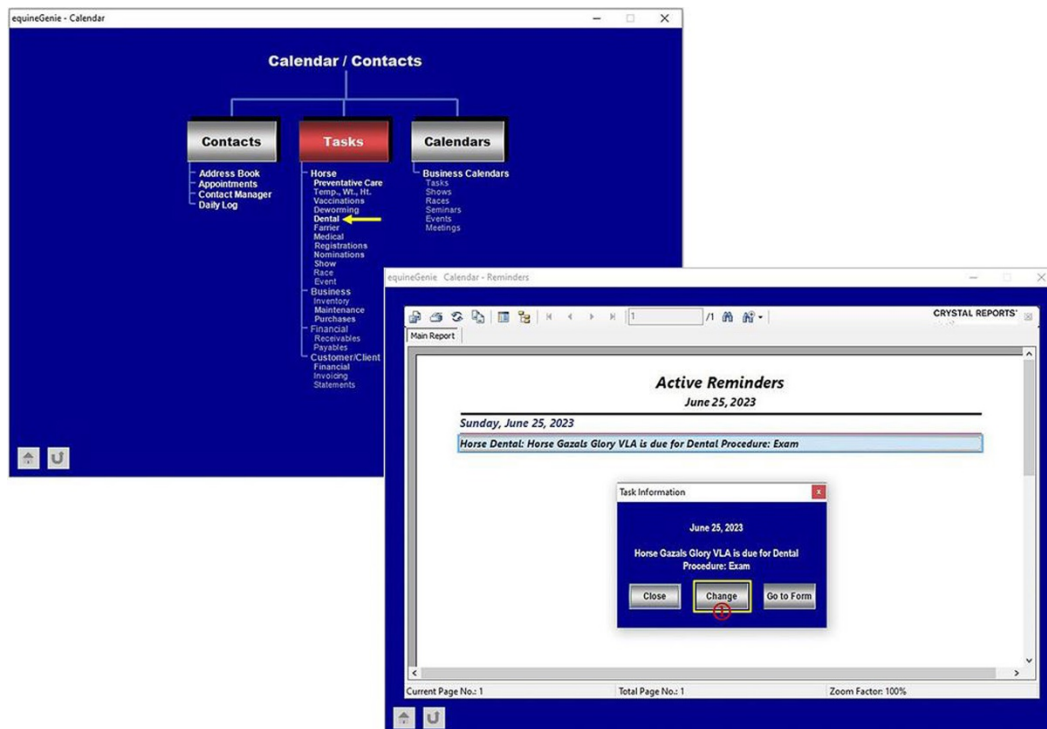 equineGenie - Calendar
Calendar / Contacts
Contacts
Tasks
Calendars
Address Book
Appointments
Contact Manager
Daily Log
Horse
Preventative Care
Temp., Wt., Ht.
Vaccinations
Deworming
Dental
Farrier
Medical
Registrations
Nominations
Show
Race
Event
Business
Inventory
Maintenance
Purchases
Financial
Receivables
Payables
Customer/Client
Financial
Invoicing
Statements
Business Calendars
Tasks
Shows
Races
Seminars
Events
Meetings
equineGenie Calendar - Reminders
1 /1
CRYSTAL REPORTS
Main Report
Active Reminders
June 25, 2023
Sunday, June 25, 2023
Horse Dental: Horse Gazals Glory VLA is due for Dental Procedure: Exam
Task Information
June 25, 2023
Horse Gazals Glory VLA is due for Dental
Procedure: Exam
Close
Change
Go to Form
1
Current Page No.: 1
Total Page No.: 1
Zoom Factor: 100%